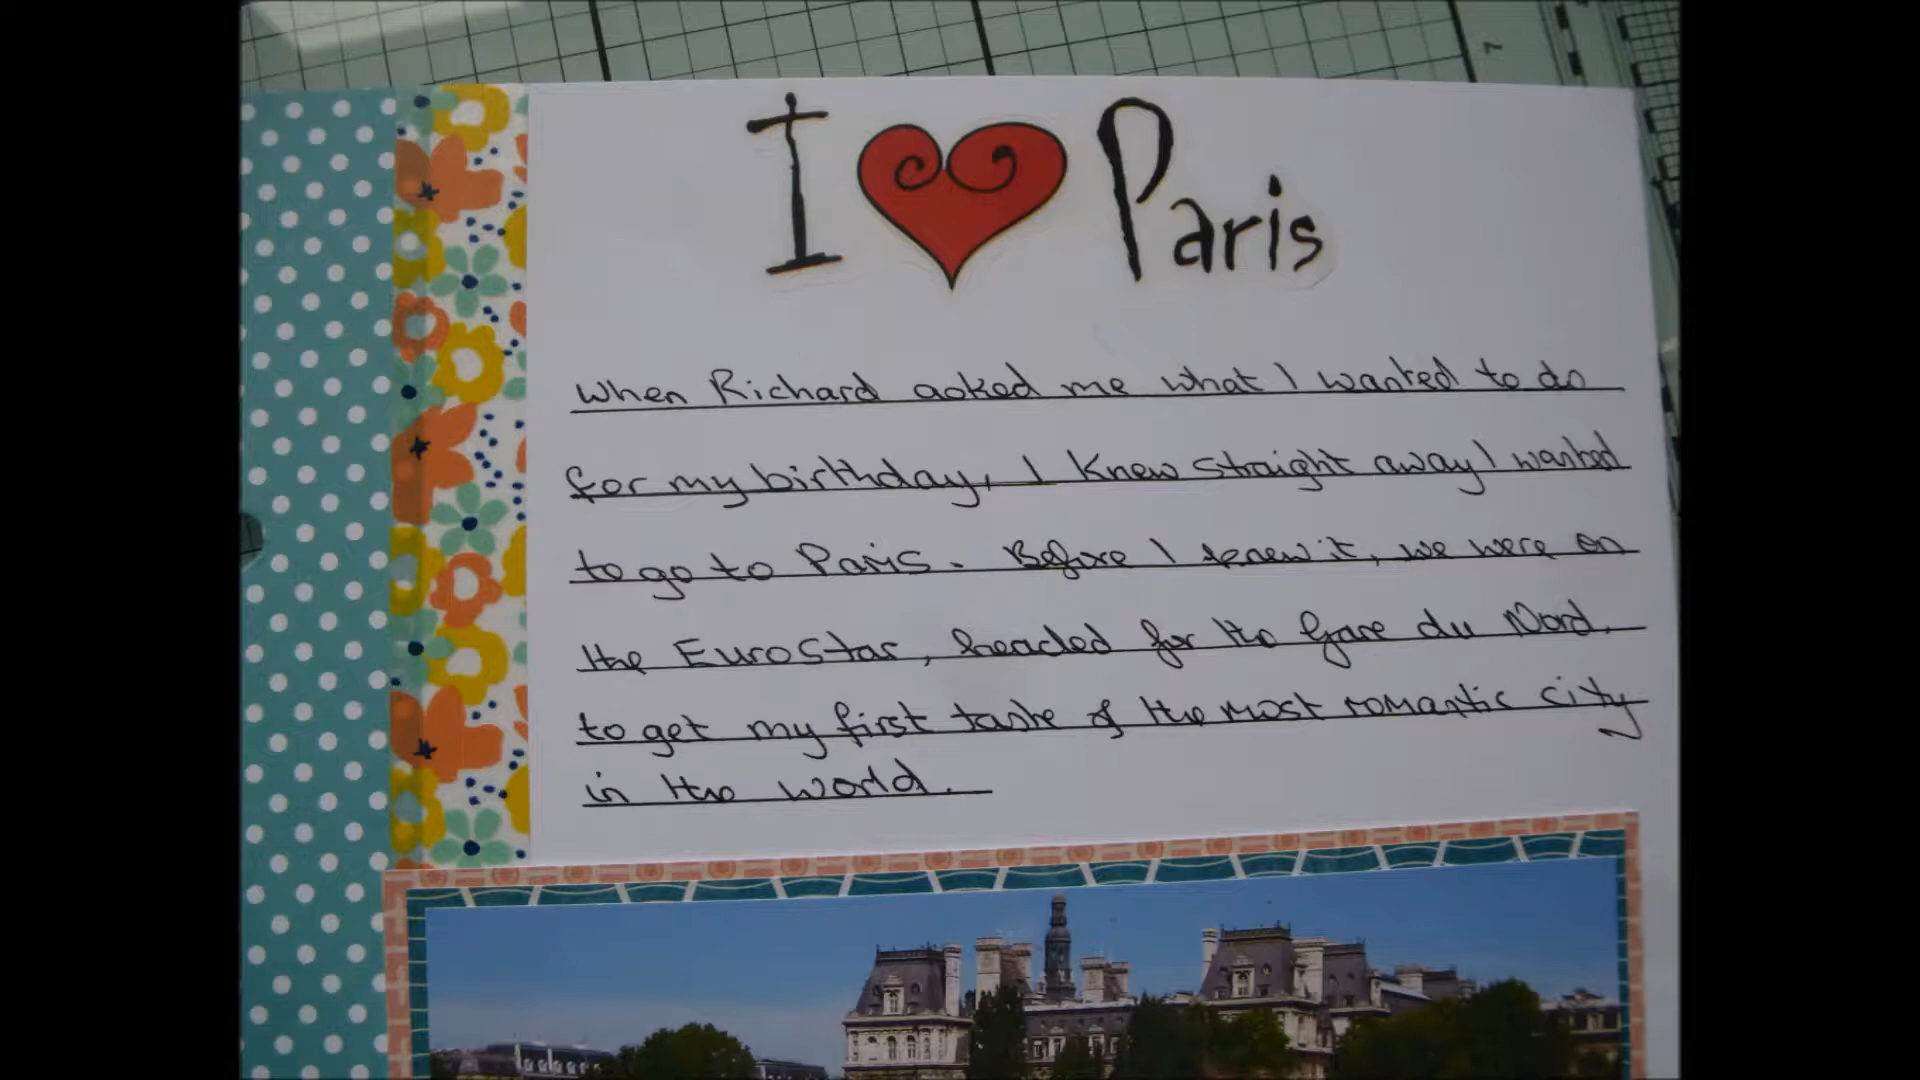 I ♥ Paris
When Richard asked me what I wanted to do
for my birthday, I knew straight away I wanted
to go to Paris. Before I knew it, we were on
the Eurostar, headed for the Gare du Nord.
to get my first taste of the most romantic city
in the world.